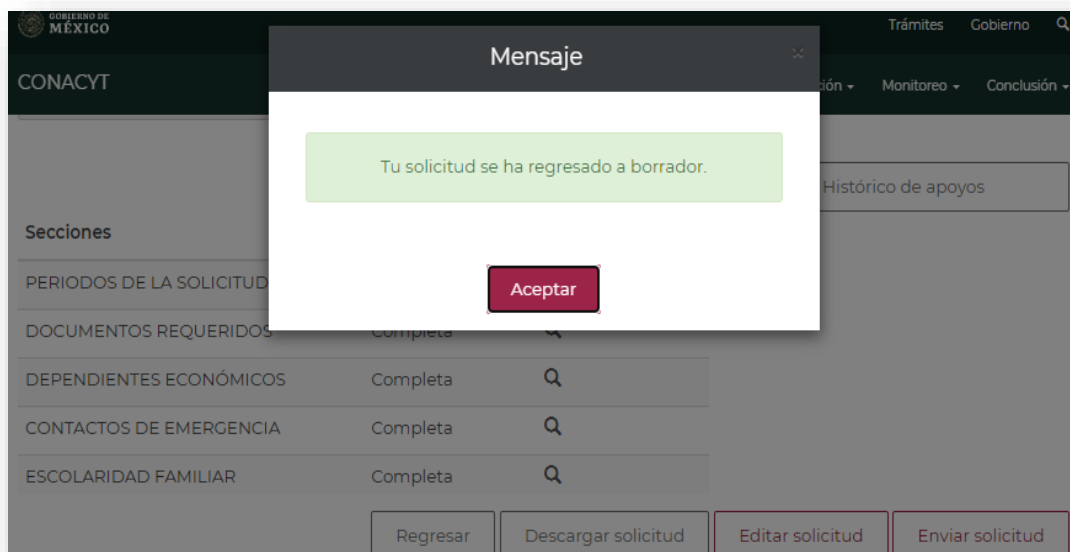 GOBIERNO DE
MÉXICO
Trámites Gobierno
CONACYT
ción Monitoreo Conclusión
Mensaje
×
Tu solicitud se ha regresado a borrador.
Aceptar
Histórico de apoyos
Secciones
PERIODOS DE LA SOLICITUD
DOCUMENTOS REQUERIDOS Completa
DEPENDIENTES ECONÓMICOS Completa
CONTACTOS DE EMERGENCIA Completa
ESCOLARIDAD FAMILIAR Completa
Regresar Descargar solicitud Editar solicitud Enviar solicitud